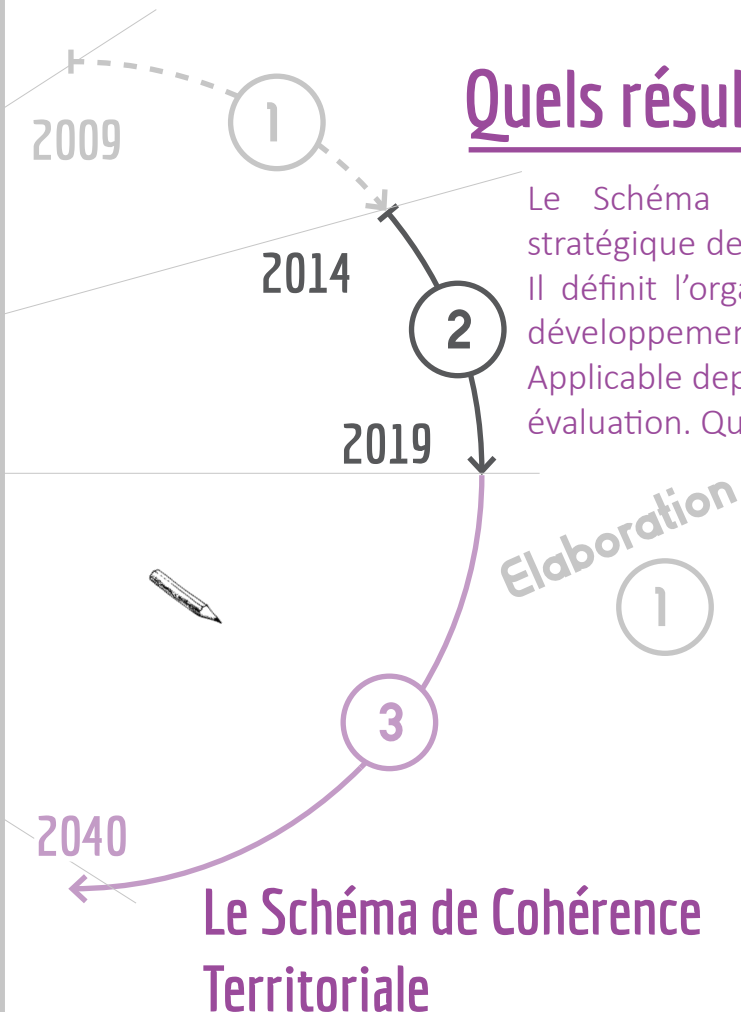 Quels résul
2009
1
Le Schéma
stratégique de
2014
Il définit l'orga
2
développemen
Applicable dep
2019
évaluation. Qu
Elaboration
1
3
2040
Le Schéma de Cohérence
Territoriale